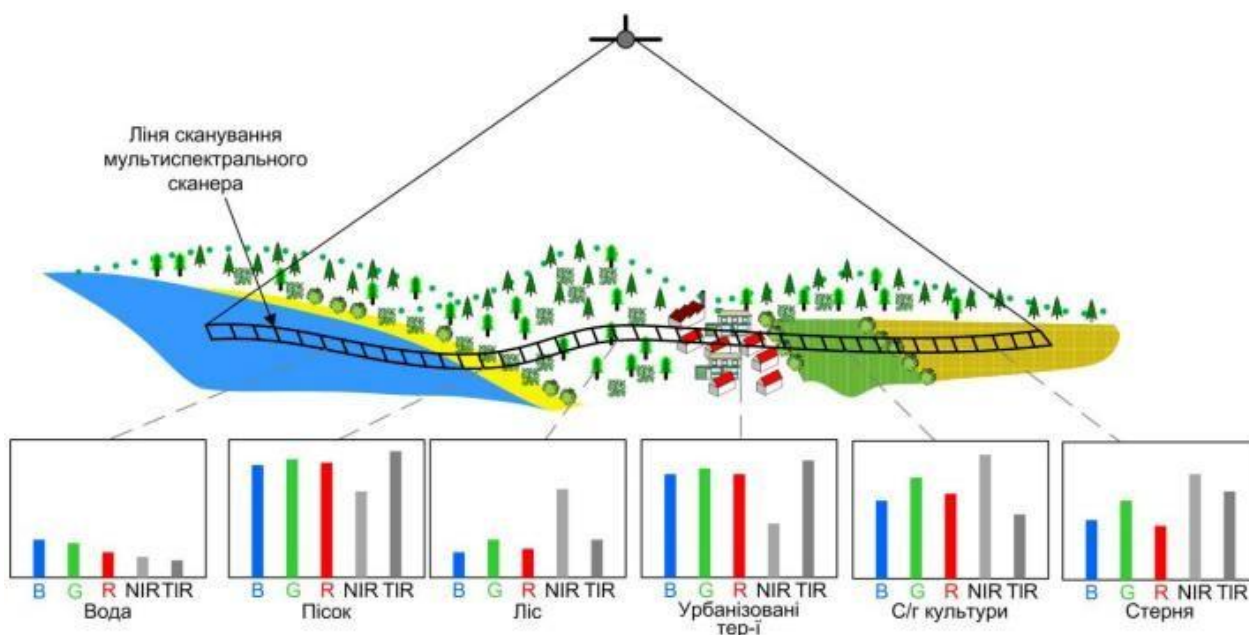 Ліня сканування
мультиспектрального
сканера
B G R NIR TIR
Вода
B G R NIR TIR
Пісок
B G R NIR TIR
Ліс
B G R NIR TIR
Урбанізовані
тер-ї
B G R NIR TIR
С/г культури
B G R NIR TIR
Стерня